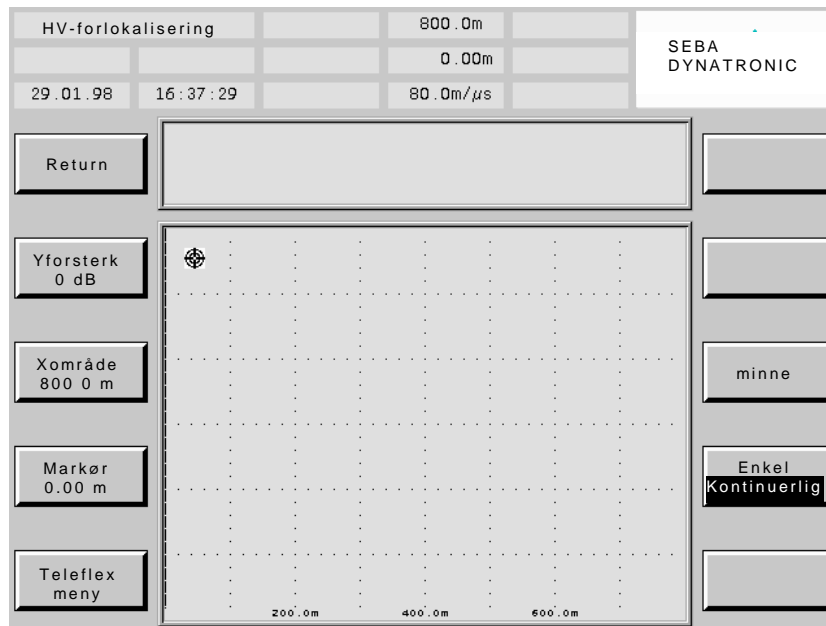 HV-forlokalisering
800.0m
0.00m
SEBA
DYNATRONIC
29.01.98
16:37:29
80.0m/µs
Return
Yforsterk
0 dB
Xområde
800 0 m
minne
Markør
0.00 m
Enkel
Kontinuerlig
Teleflex
meny
200.0m
400.0m
600.0m